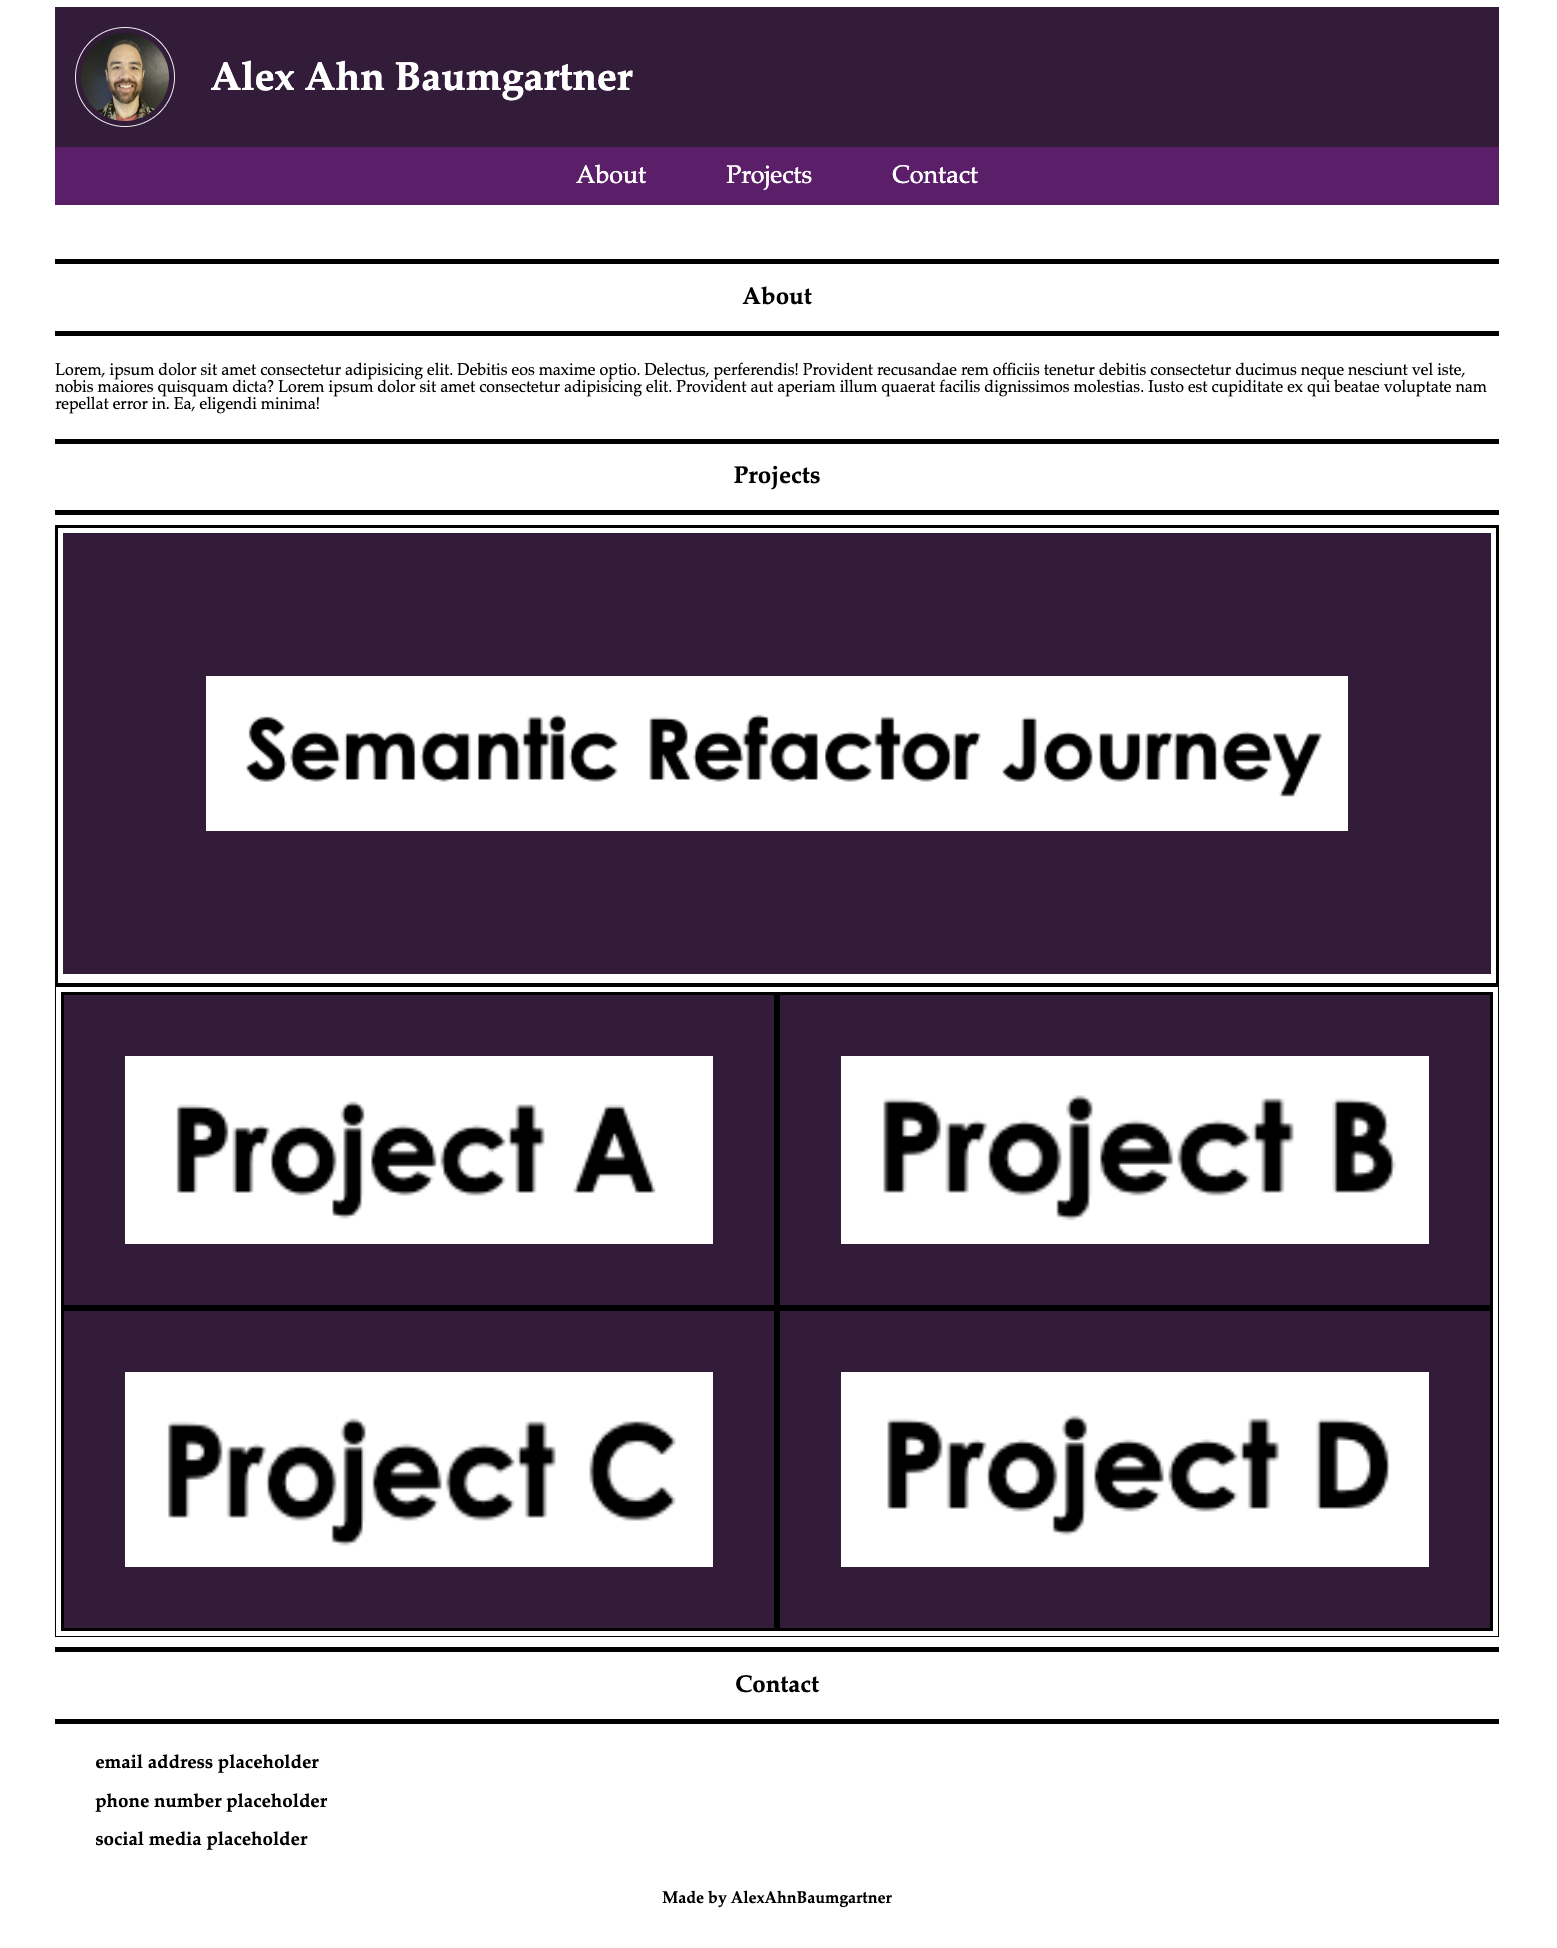 Alex Ahn Baumgartner
About Projects Contact
About
Lorem, ipsum dolor sit amet consectetur adipisicing elit. Debitis eos maxime optio. Delectus, perferendis! Provident recusandae rem officiis tenetur debitis consectetur ducimus neque nesciunt vel iste,
nobis maiores quisquam dicta? Lorem ipsum dolor sit amet consectetur adipisicing elit. Provident aut aperiam illum quaerat facilis dignissimos molestias. Iusto est cupiditate ex qui beatae voluptate nam
repellat error in. Ea, eligendi minima!
Projects
Semantic Refactor Journey
Project A
Project B
Project C
Project D
Contact
email address placeholder
phone number placeholder
social media placeholder
Made by AlexAhnBaumgartner